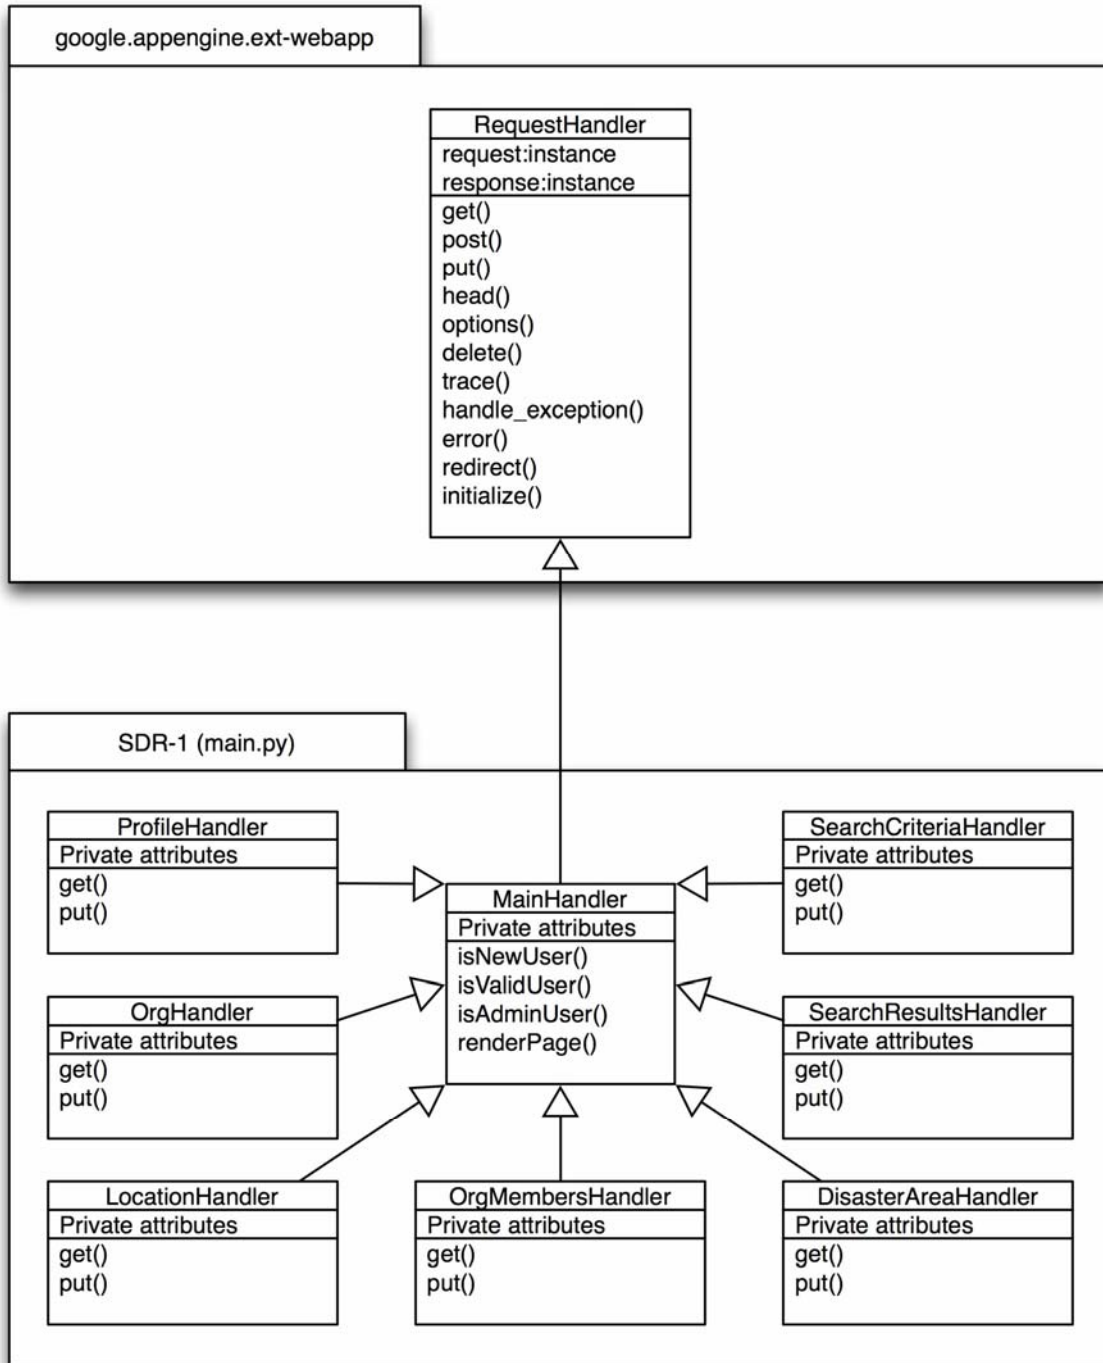 google.appengine.ext-webapp
RequestHandler
request:instance
response:instance
get()
post()
put()
head()
options()
delete()
trace()
handle_exception()
error()
redirect()
initialize()
SDR-1 (main.py)
ProfileHandler
Private attributes
get()
put()
SearchCriteriaHandler
Private attributes
get()
put()
MainHandler
Private attributes
isNewUser()
isValidUser()
isAdminUser()
renderPage()
OrgHandler
Private attributes
get()
put()
SearchResultsHandler
Private attributes
get()
put()
LocationHandler
Private attributes
get()
put()
OrgMembersHandler
Private attributes
get()
put()
DisasterAreaHandler
Private attributes
get()
put()